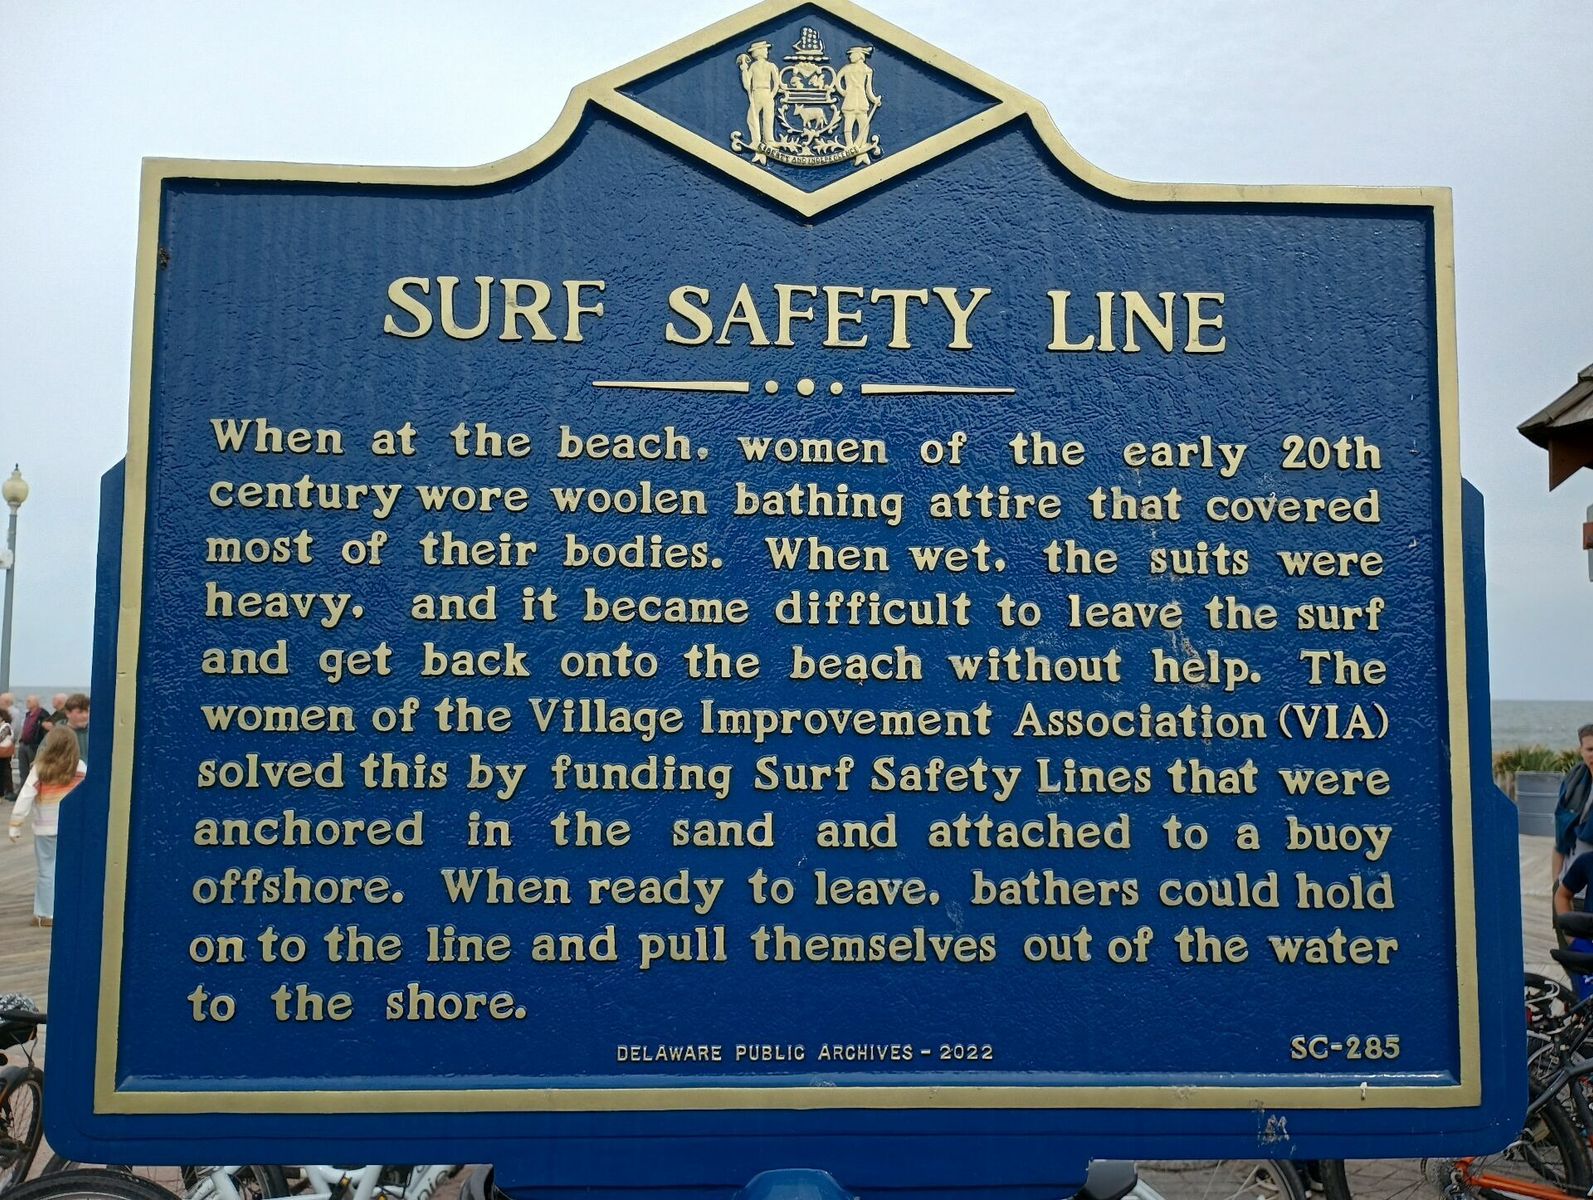 LIBERTY AND INDEPENDENCE
SURF SAFETY LINE
When at the beach, women of the early 20th
century wore woolen bathing attire that covered
most of their bodies. When wet, the suits were
heavy, and it became difficult to leave the surf
and get back onto the beach without help. The
women of the Village Improvement Association (VIA)
solved this by funding Surf Safety Lines that were
anchored in the sand and attached to a buoy
offshore. When ready to leave, bathers could hold
on to the line and pull themselves out of the water
to the shore.
DELAWARE PUBLIC ARCHIVES - 2022
SC-285